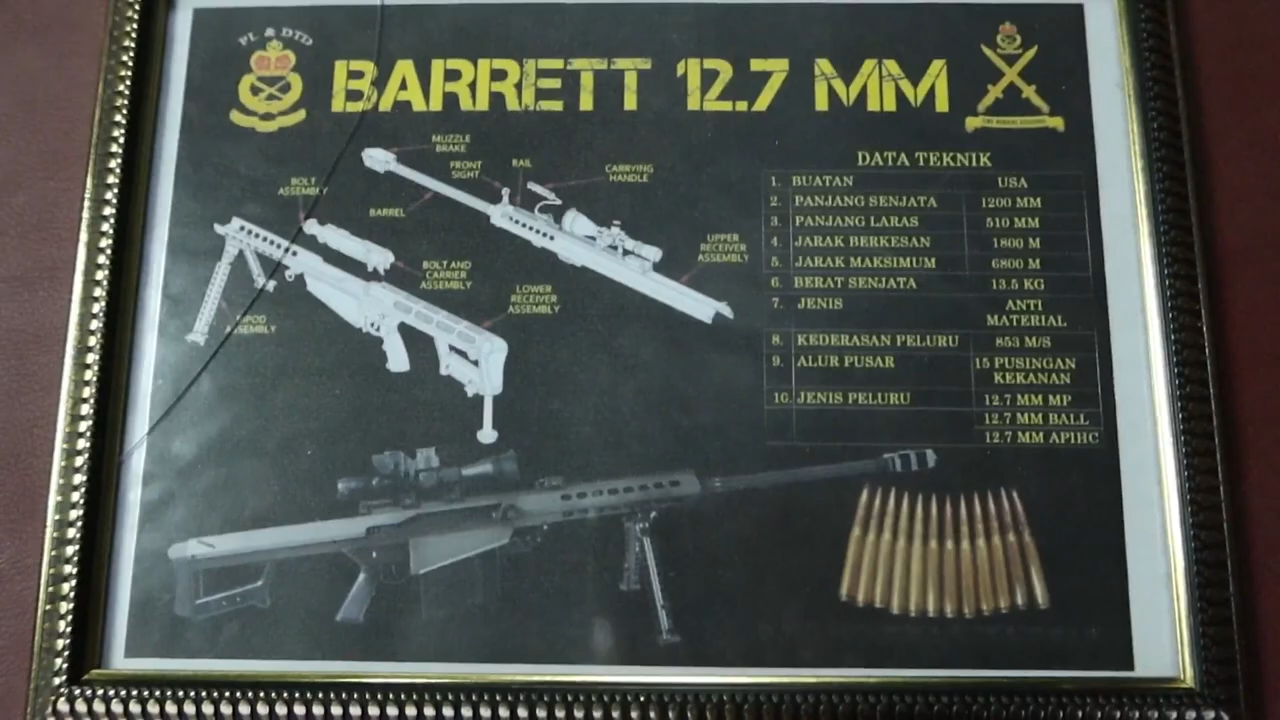 PL & DTD
BARRETT 12.7 MM
MUZZLE
BRAKE
FRONT
SIGHT
RAIL
CARRYING
HANDLE
BOLT
ASSEMBLY
BARREL
UPPER
RECEIVER
ASSEMBLY
BOLT AND
CARRIER
ASSEMBLY
LOWER
RECEIVER
ASSEMBLY
ASSEMBLY
DATA TEKNIK
1. BUATAN USA
2. PANJANG SENJATA 1200 MM
3. PANJANG LARAS 510 MM
4. JARAK BERKESAN 1800 M
5. JARAK MAKSIMUM 6800 M
6. BERAT SENJATA 13.5 KG
7. JENIS ANTI
MATERIAL
8. KEDERASAN PELURU 853 M/S
9. ALUR PUSAR 15 PUSINGAN
KEKANAN
10. JENIS PELURU 12.7 MM MP
12.7 MM BALL
12.7 MM APIHC